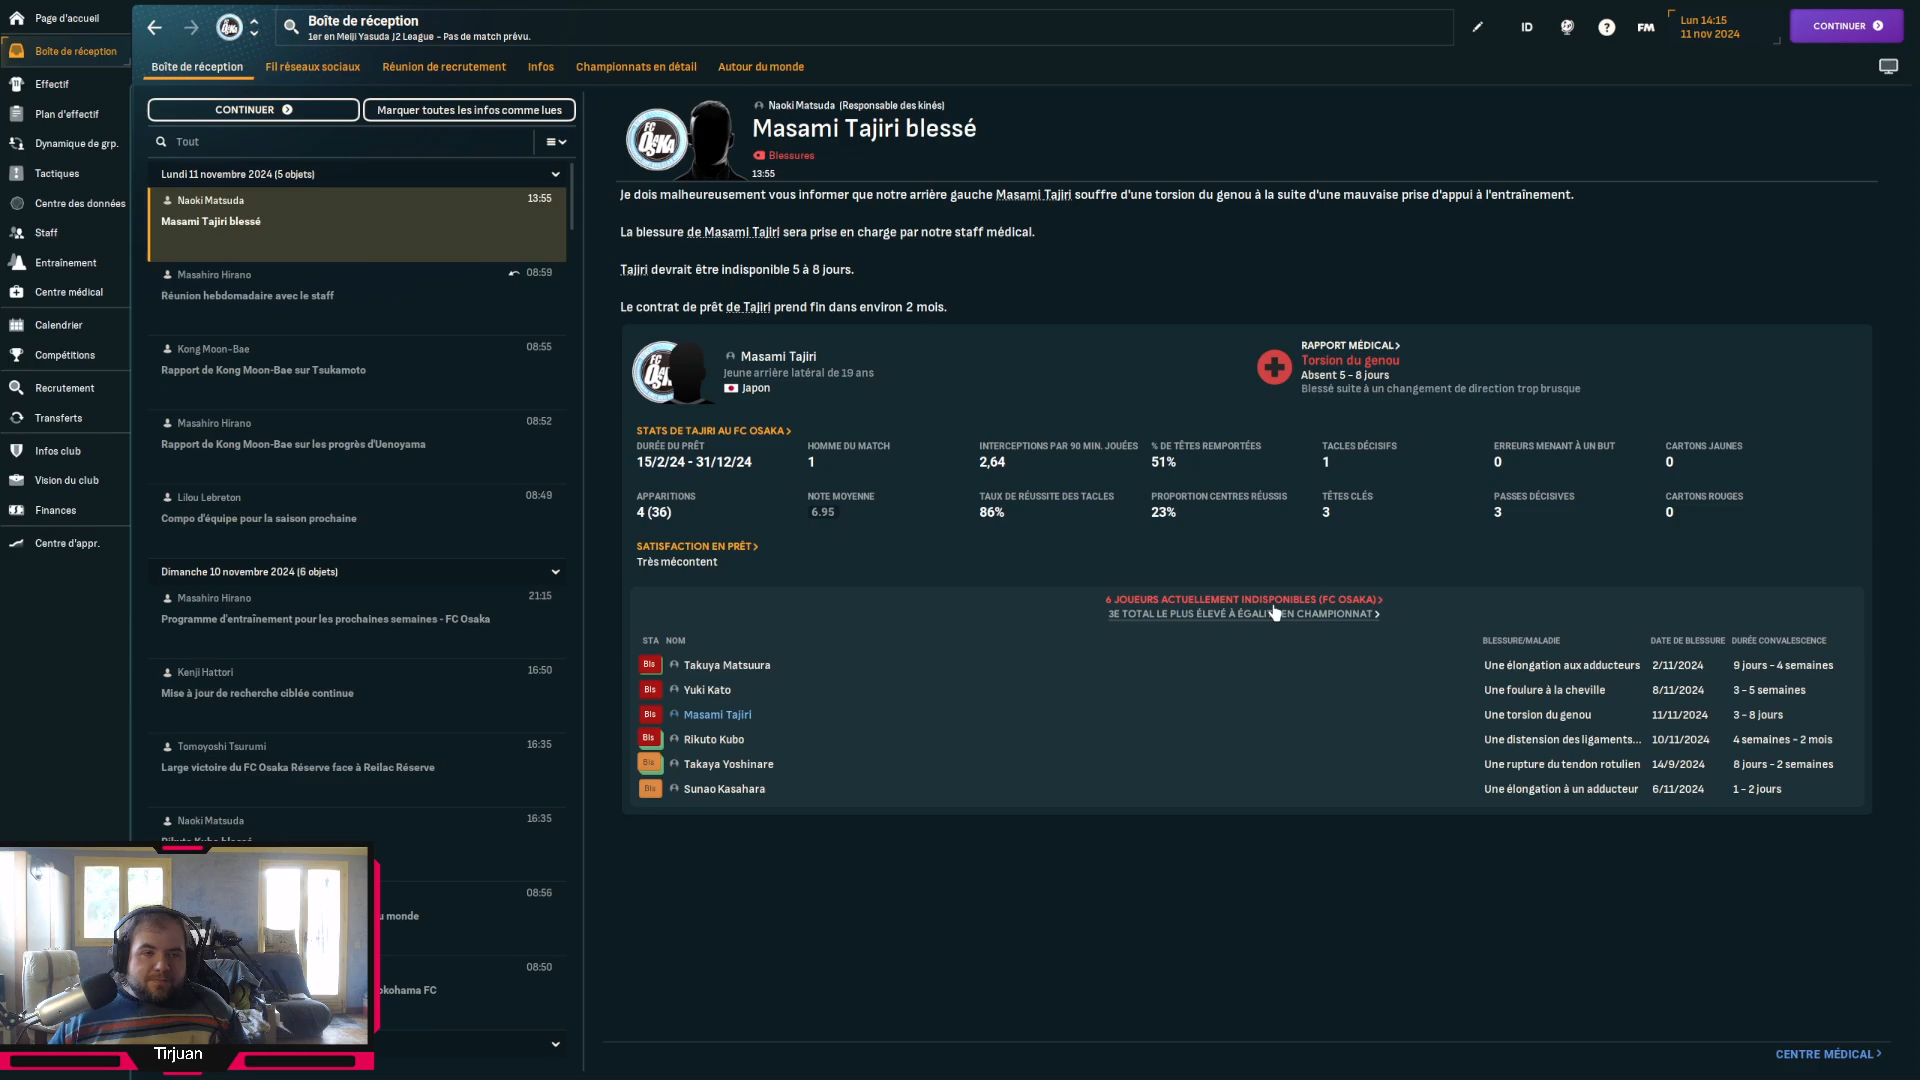 Page d'accueil
Boîte de réception
Effectif
Plan d'effectif
Dynamique de grp.
Tactiques
Centre des données
Staff
Entraînement
Centre médical
Calendrier
Compétitions
Recrutement
Transferts
Infos club
Vision du club
Finances
Centre d'appr.
Boîte de réception
1er en Meiji Yasuda J2 League - Pas de match prévu.
ID
FM
Lun 14:15
11 nov 2024
CONTINUER
Boîte de réception
Fil réseaux sociaux
Réunion de recrutement
Infos
Championnats en détail
Autour du monde
CONTINUER
Marquer toutes les infos comme lues
Tout
Lundi 11 novembre 2024 (5 objets)
Naoki Matsuda 13:55
Masami Tajiri blessé
Masahiro Hirano 08:59
Réunion hebdomadaire avec le staff
Kong Moon-Bae 08:55
Rapport de Kong Moon-Bae sur Tsukamoto
Masahiro Hirano 08:52
Rapport de Kong Moon-Bae sur les progrès d'Uenoyama
Lilou Lebreton 08:49
Compo d'équipe pour la saison prochaine
Dimanche 10 novembre 2024 (6 objets)
Masahiro Hirano 21:15
Programme d'entraînement pour les prochaines semaines - FC Osaka
Kenji Hattori 16:50
Mise à jour de recherche ciblée continue
Tomoyoshi Tsurumi 16:35
Large victoire du FC Osaka Réserve face à Reilac Réserve
Naoki Matsuda 16:35
08:56
u monde
08:50
okohama FC
Tirjuan
Naoki Matsuda (Responsable des kinés)
Masami Tajiri blessé
Blessures
13:55
Je dois malheureusement vous informer que notre arrière gauche Masami Tajiri souffre d'une torsion du genou à la suite d'une mauvaise prise d'appui à l'entraînement.
La blessure de Masami Tajiri sera prise en charge par notre staff médical.
Tajiri devrait être indisponible 5 à 8 jours.
Le contrat de prêt de Tajiri prend fin dans environ 2 mois.
Masami Tajiri
Jeune arrière latéral de 19 ans
Japon
RAPPORT MÉDICAL
Torsion du genou
Absent 5 - 8 jours
Blessé suite à un changement de direction trop brusque
STATS DE TAJIRI AU FC OSAKA
DURÉE DU PRÊT
15/2/24 - 31/12/24
HOMME DU MATCH
1
INTERCEPTIONS PAR 90 MIN. JOUÉES
2,64
% DE TÊTES REMPORTÉES
51%
TACLES DÉCISIFS
1
ERREURS MENANT À UN BUT
0
CARTONS JAUNES
0
APPARITIONS
4 (36)
NOTE MOYENNE
6.95
TAUX DE RÉUSSITE DES TACLES
86%
PROPORTION CENTRES RÉUSSIS
23%
TÊTES CLÉS
3
PASSES DÉCISIVES
3
CARTONS ROUGES
0
SATISFACTION EN PRÊT
Très mécontent
6 JOUEURS ACTUELLEMENT INDISPONIBLES (FC OSAKA)
3E TOTAL LE PLUS ÉLEVÉ À ÉGALITÉ EN CHAMPIONNAT
STA NOM BLESSURE/MALADIE DATE DE BLESSURE DURÉE CONVALESCENCE
Bls Takuya Matsuura Une élongation aux adducteurs 2/11/2024 9 jours - 4 semaines
Bls Yuki Kato Une foulure à la cheville 8/11/2024 3 - 5 semaines
Bls Masami Tajiri Une torsion du genou 11/11/2024 3 - 8 jours
Bls Rikuto Kubo Une distension des ligaments... 10/11/2024 4 semaines - 2 mois
Bls Takaya Yoshinare Une rupture du tendon rotulien 14/9/2024 8 jours - 2 semaines
Bls Sunao Kasahara Une élongation à un adducteur 6/11/2024 1 - 2 jours
CENTRE MÉDICAL